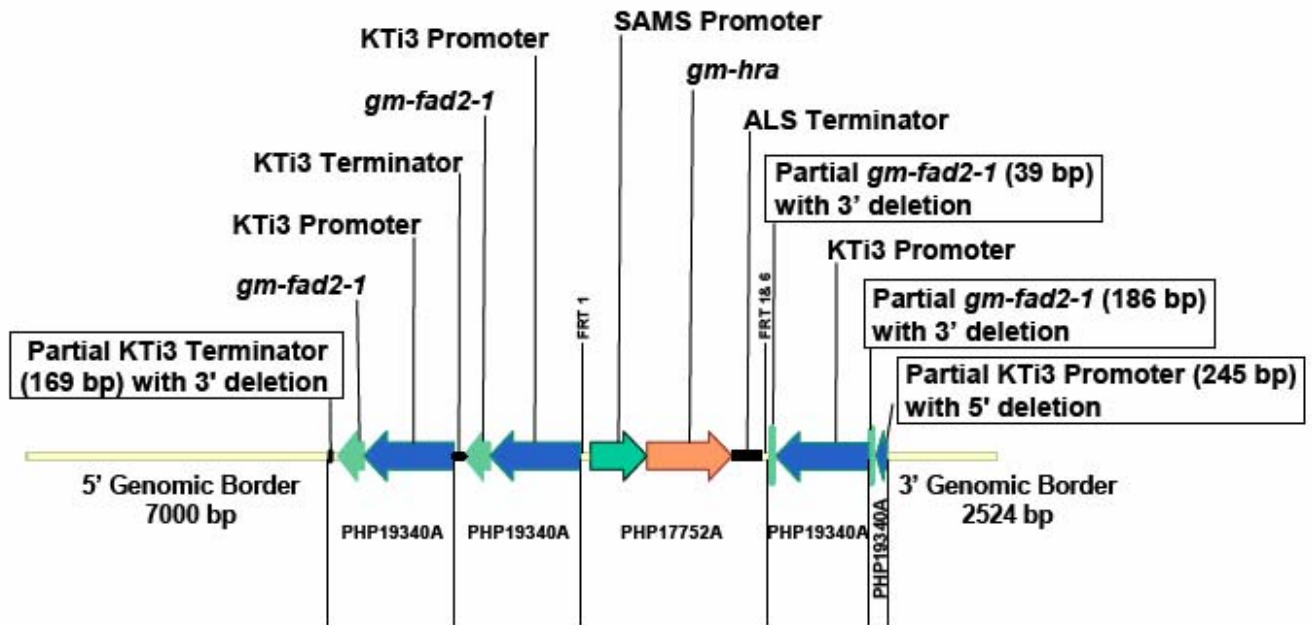 SAMS Promoter
KTi3 Promoter
gm-hra
gm-fad2-1
ALS Terminator
KTi3 Terminator
Partial gm-fad2-1 (39 bp)
with 3’ deletion
KTi3 Promoter
KTi3 Promoter
gm-fad2-1
FRT 1
FRT 1& 6
Partial gm-fad2-1 (186 bp)
with 3’ deletion
Partial KTi3 Terminator
(169 bp) with 3' deletion
Partial KTi3 Promoter (245 bp)
with 5' deletion
5’ Genomic Border
7000 bp
3’ Genomic Border
2524 bp
PHP19340A
PHP19340A
PHP17752A
PHP19340A
PHP19340A